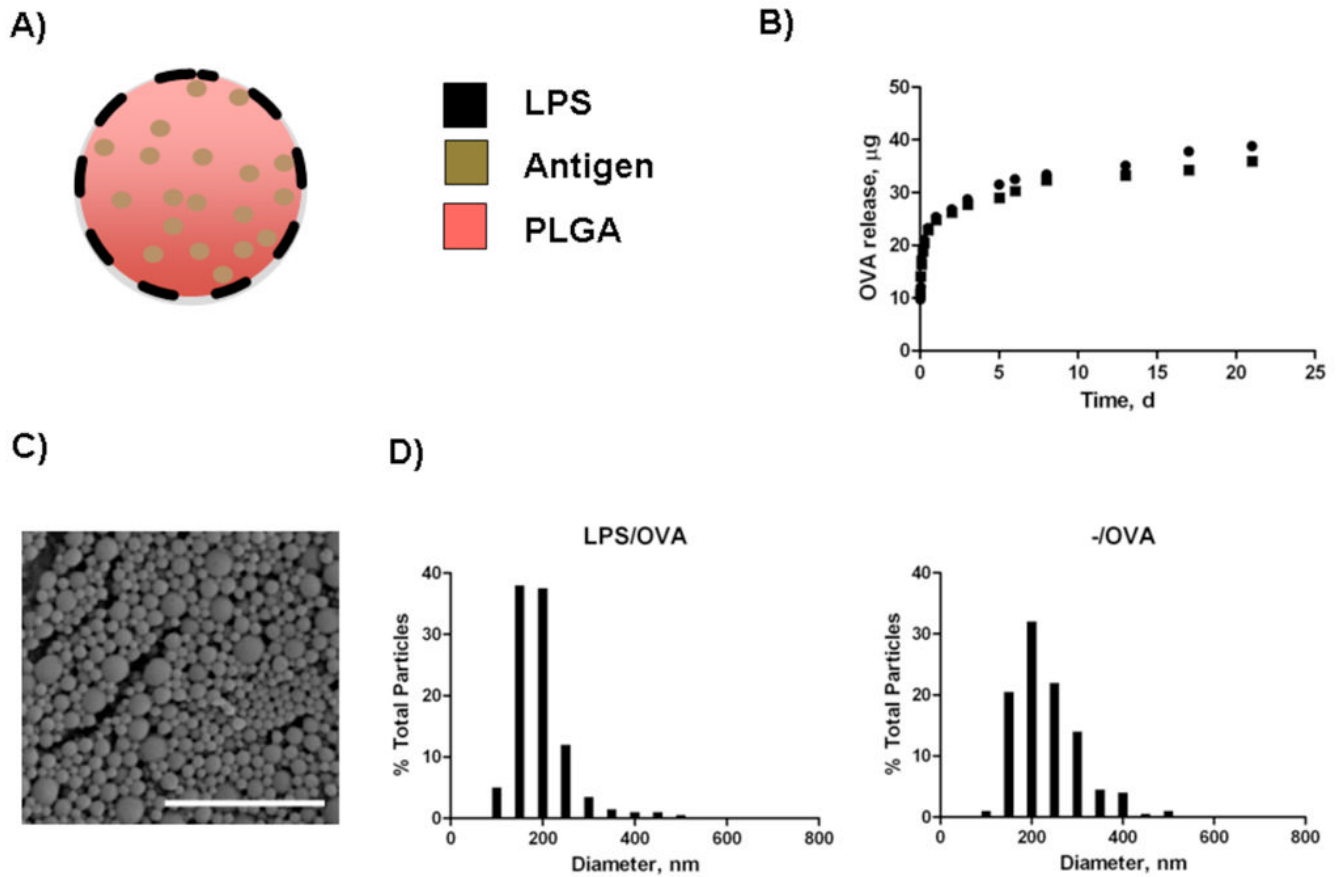 A)
LPS
Antigen
PLGA
B)
OVA release, μg
50
40
30
20
10
0
0 5 10 15 20 25
Time, d
C)
D)
LPS/OVA
% Total Particles
40
30
20
10
0
0 200 400 600 800
Diameter, nm
-/OVA
% Total Particles
40
30
20
10
0
0 200 400 600 800
Diameter, nm